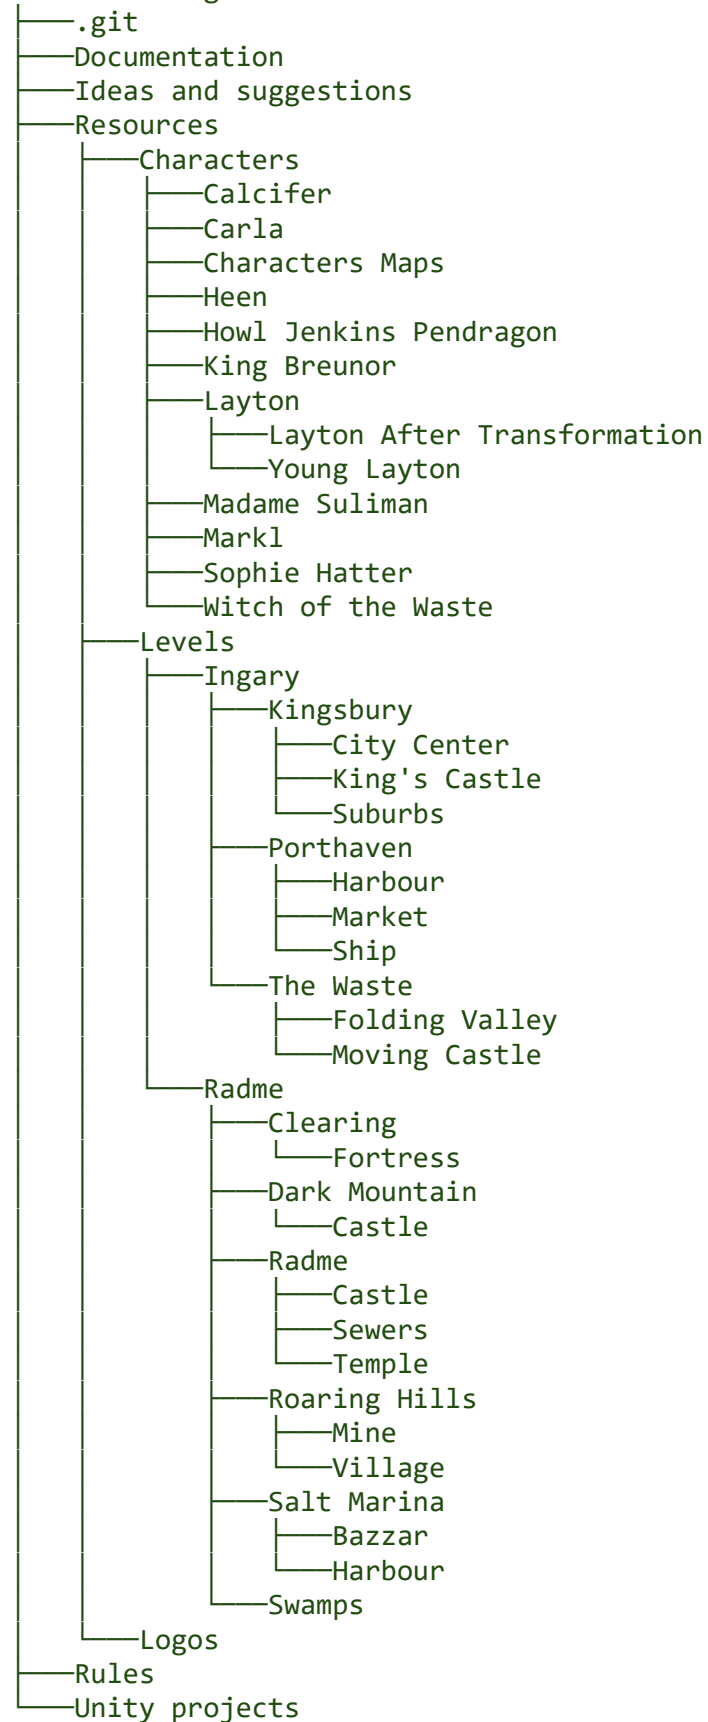 .git
Documentation
Ideas and suggestions
Resources
Characters
Calcifer
Carla
Characters Maps
Heen
Howl Jenkins Pendragon
King Breunor
Layton
Layton After Transformation
Young Layton
Madame Suliman
Markl
Sophie Hatter
Witch of the Waste
Levels
Ingary
Kingsbury
City Center
King's Castle
Suburbs
Porthaven
Harbour
Market
Ship
The Waste
Folding Valley
Moving Castle
Radme
Clearing
Fortress
Dark Mountain
Castle
Radme
Castle
Sewers
Temple
Roaring Hills
Mine
Village
Salt Marina
Bazzar
Harbour
Swamps
Logos
Rules
Unity projects